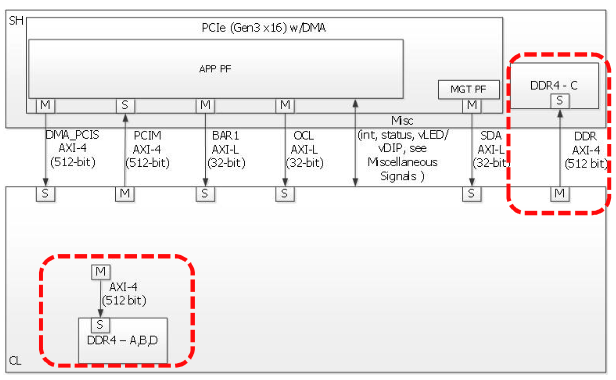 SH
PCIe (Gen3 x16) w/DMA
APP PF
MGT PF
DDR4 - C
M
S
M
M
M
S
DMA_PCIS
AXI-4
(512-bit)
PCIM
AXI-4
(512-bit)
BAR1
AXI-L
(32-bit)
OCL
AXI-L
(32-bit)
Misc
(int, status, vLED/
vDIP, see
Miscellaneous
Signals )
SDA
AXI-L
(32-bit)
DDR
AXI-4
(512 bit)
S
M
S
S
S
M
M
AXI-4
(512 bit)
S
DDR4 – A,B,D
CL